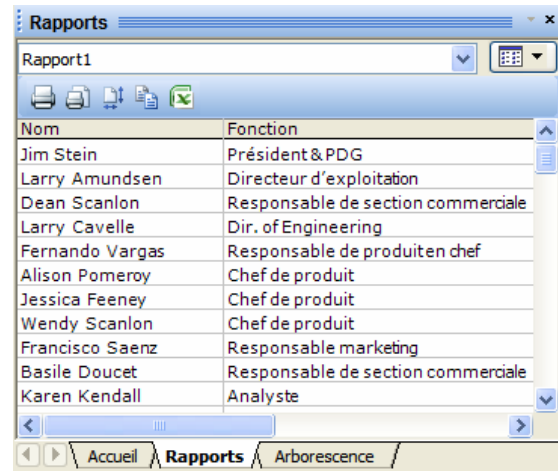 Rapports
Rapport1
Nom Fonction
Jim Stein Président & PDG
Larry Amundsen Directeur d'exploitation
Dean Scanlon Responsable de section commerciale
Larry Cavelle Dir. of Engineering
Fernando Vargas Responsable de produit en chef
Alison Pomeroy Chef de produit
Jessica Feeney Chef de produit
Wendy Scanlon Chef de produit
Francisco Saenz Responsable marketing
Basile Doucet Responsable de section commerciale
Karen Kendall Analyste
Accueil Rapports Arborescence